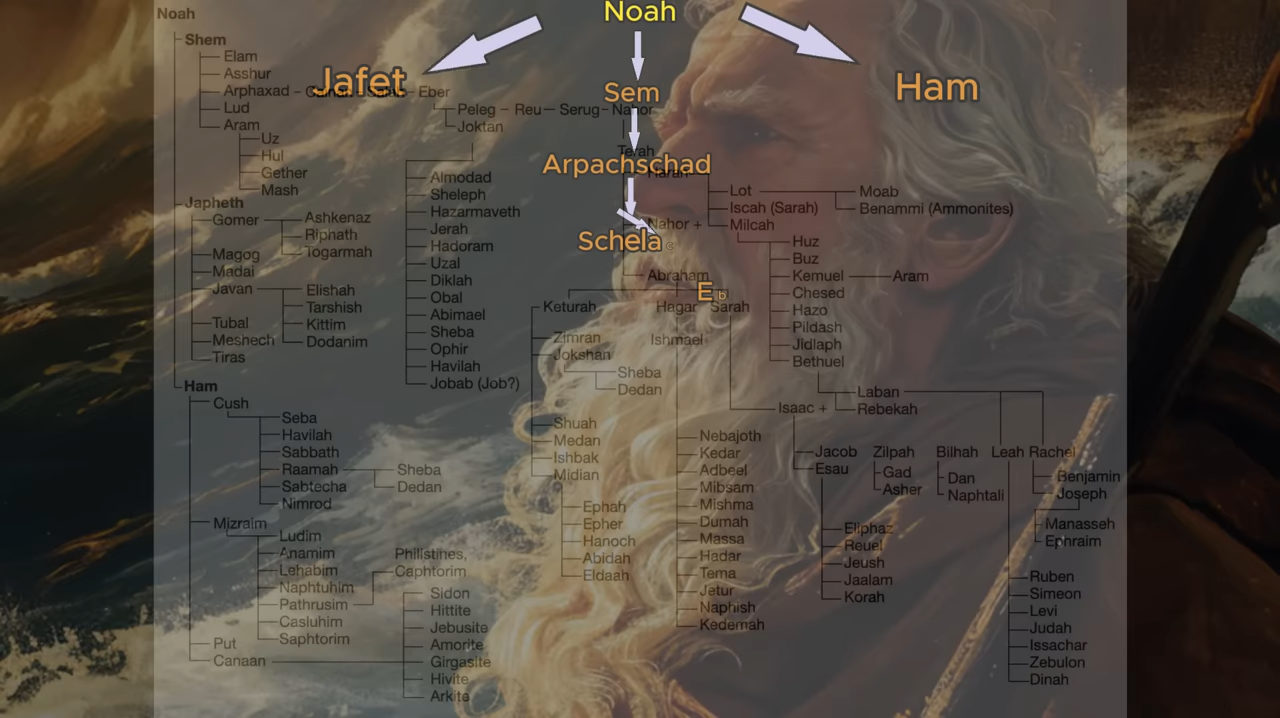 Noah
Jafet
Sem
Ham
Arpachschad
Schela
E b
Noah
Shem
Elam
Asshur
Arphaxad - Cainan - Salah - Eber
Lud
Aram
Uz
Hul
Gether
Mash
Peleg - Reu - Serug - Nahor
Joktan
Almodad
Sheleph
Hazarmaveth
Jerah
Hadoram
Uzal
Diklah
Obal
Abimael
Sheba
Ophir
Havilah
Jobab (Job?)
Japheth
Gomer
Ashkenaz
Riphath
Togarmah
Magog
Madai
Javan
Elishah
Tarshish
Kittim
Dodanim
Tubal
Meshech
Tiras
Ham
Cush
Seba
Havilah
Sabbath
Raamah
Sheba
Dedan
Sabtecha
Nimrod
Mizraim
Ludim
Anamim
Lehabim
Naphtuhim
Pathrusim
Casluhim
Saphtorim
Philistines,
Caphtorim
Put
Canaan
Sidon
Hittite
Jebusite
Amorite
Girgasite
Hivite
Arkite
Terah
Haran
Lot
Moab
Benammi (Ammonites)
Iscah (Sarah)
Nahor +
Milcah
Huz
Buz
Kemuel
Aram
Chesed
Hazo
Pildash
Jidlaph
Bethuel
Laban
Rebekah
Abraham
Keturah
Hagar
Sarah
Zimran
Jokshan
Sheba
Dedan
Shuah
Medan
Ishbak
Midian
Ephah
Epher
Hanoch
Abidah
Eldaah
Ishmael
Nebajoth
Kedar
Adbeel
Mibsam
Mishma
Dumah
Massa
Hadar
Tema
Jetur
Naphish
Kedemah
Isaac +
Jacob
Esau
Eliphaz
Reuel
Jeush
Jaalam
Korah
Zilpah
Gad
Asher
Bilhah
Dan
Naphtali
Leah
Rachel
Benjamin
Joseph
Manasseh
Ephraim
Ruben
Simeon
Levi
Judah
Issachar
Zebulon
Dinah